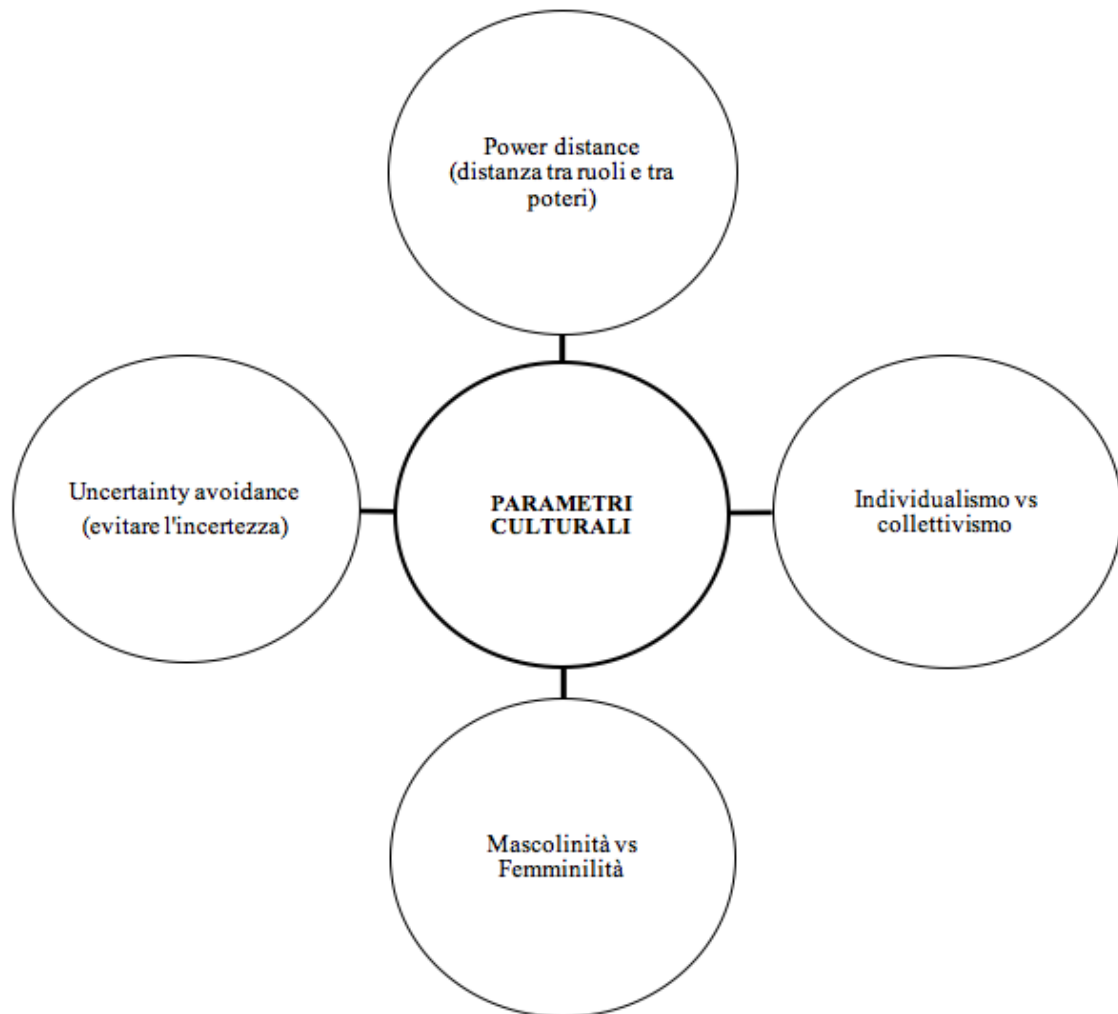 Power distance
(distanza tra ruoli e tra
poteri)
Uncertainty avoidance
(evitare l'incertezza)
PARAMETRI
CULTURALI
Individualismo vs
collettivismo
Mascolinità vs
Femminilità